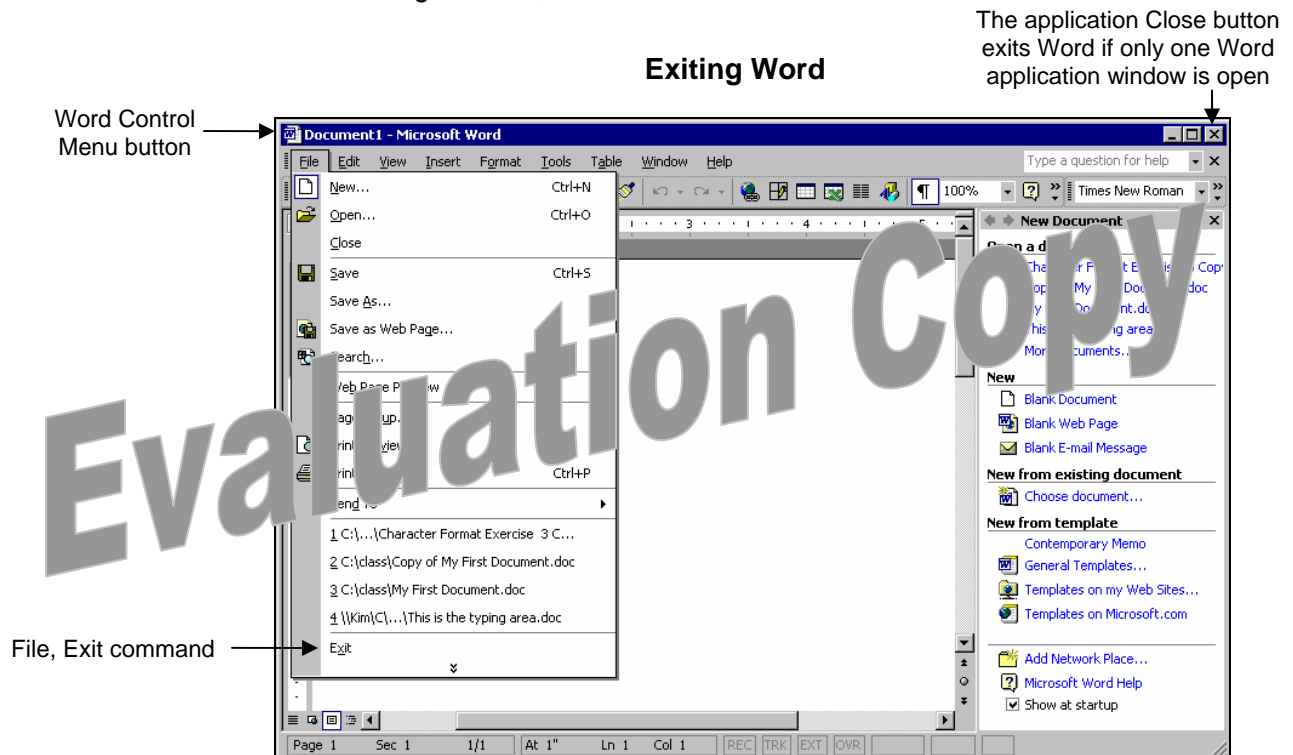 The application Close button
exits Word if only one Word
application window is open
Exiting Word
Word Control
Menu button
Document1 - Microsoft Word
File Edit View Insert Format Tools Table Window Help
Type a question for help
100%
Times New Roman
New... Ctrl+N
Open... Ctrl+O
Close
Save Ctrl+S
Save As...
Save as Web Page...
Search...
Web Page
Ctrl+P
1 C:\...\Character Format Exercise 3 C...
2 C:\class\Copy of My First Document.doc
3 C:\class\My First Document.doc
4 \\Kim\C\...\This is the typing area.doc
Exit
3 4 5
New Document
New
Blank Document
Blank Web Page
Blank E-mail Message
New from existing document
Choose document...
New from template
Contemporary Memo
General Templates...
Templates on my Web Sites...
Templates on Microsoft.com
Add Network Place...
Microsoft Word Help
Show at startup
Evaluation Copy
File, Exit command
Page 1 Sec 1 1/1 At 1" Ln 1 Col 1 REC TRK EXT OVR